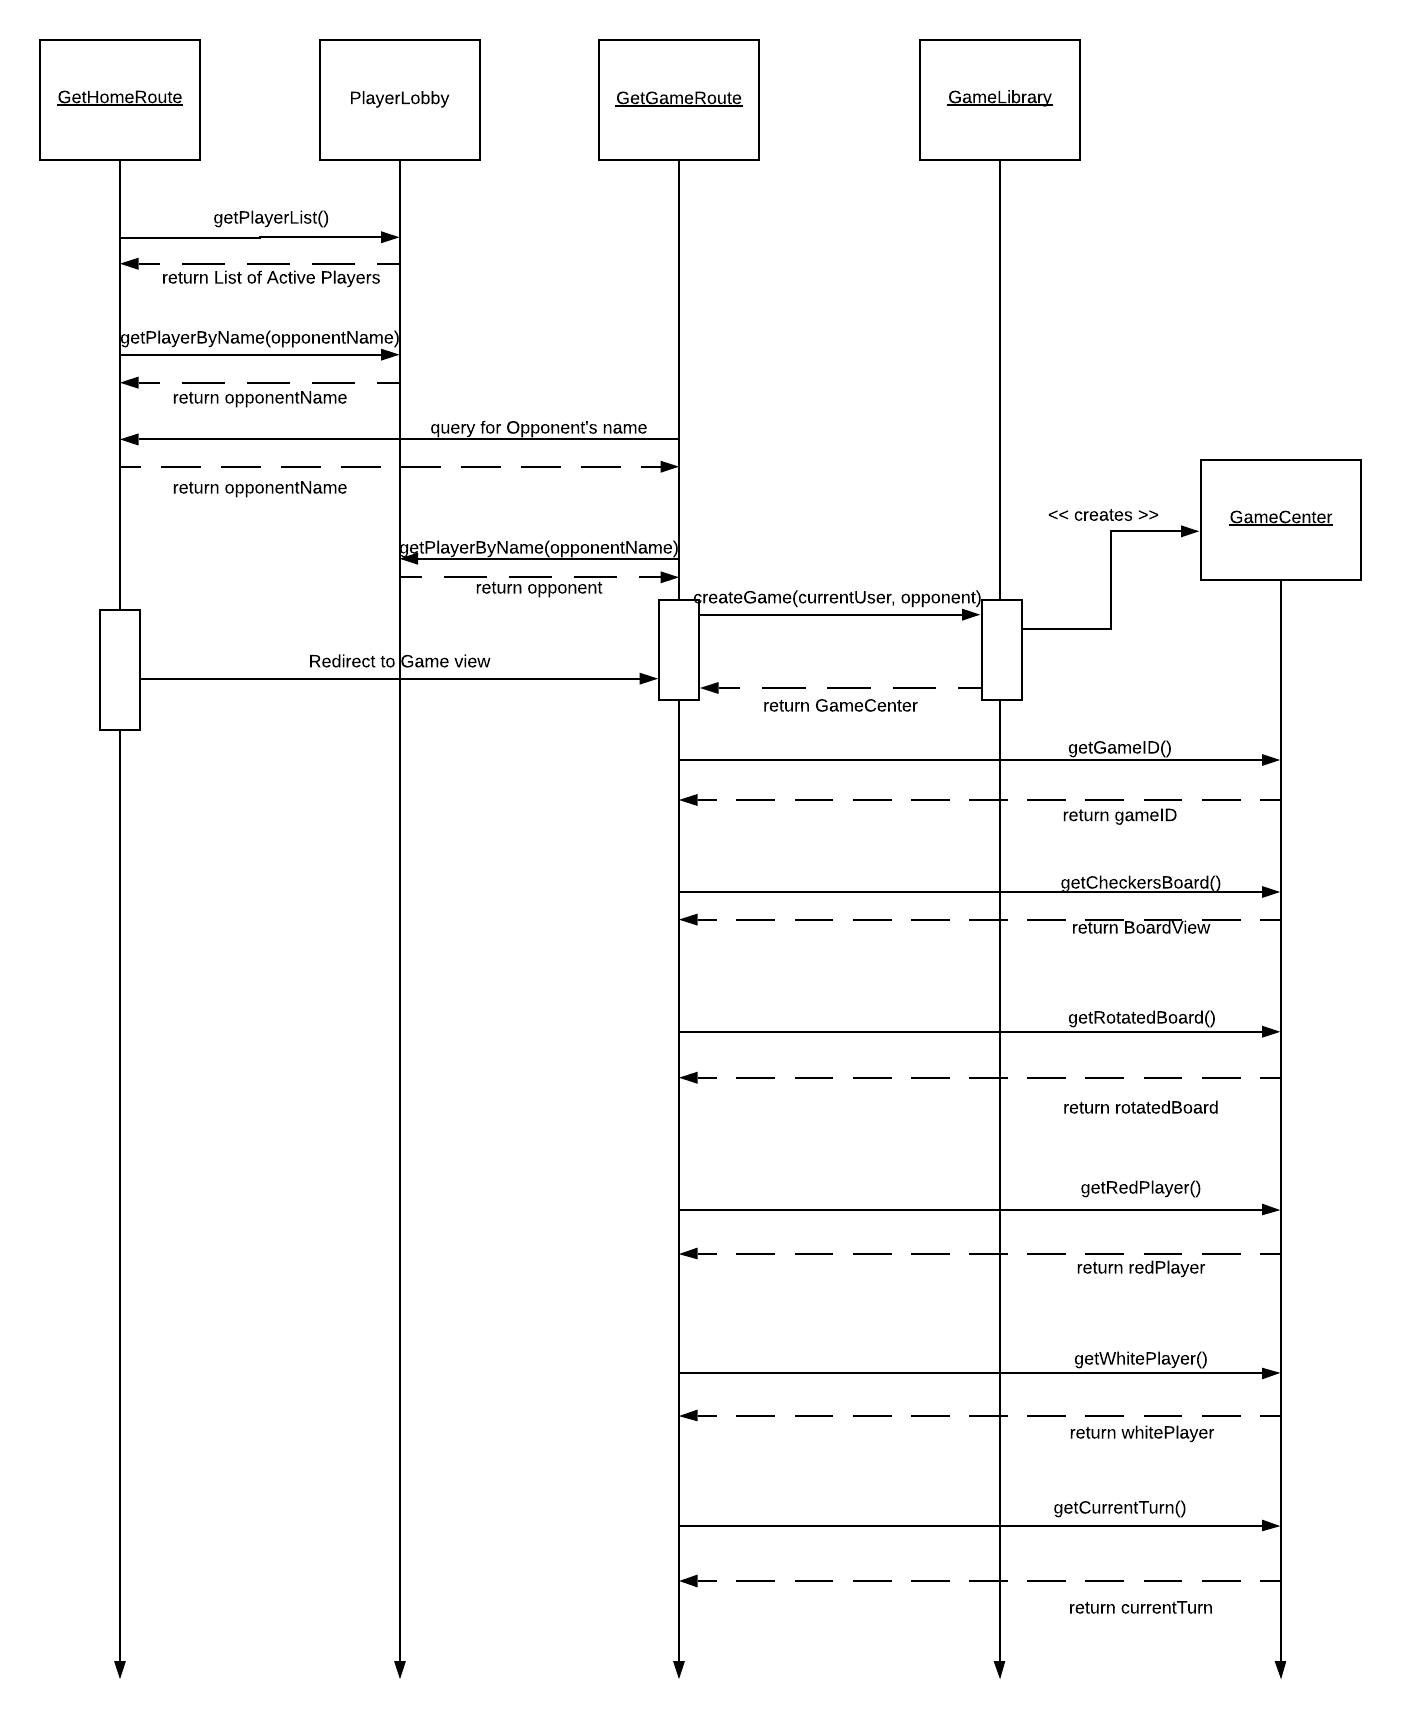 GetHomeRoute
PlayerLobby
GetGameRoute
GameLibrary
getPlayerList()
return List of Active Players
getPlayerByName(opponentName)
return opponentName
query for Opponent's name
return opponentName
<< creates >>
GameCenter
getPlayerByName(opponentName)
return opponent
createGame(currentUser, opponent)
Redirect to Game view
return GameCenter
getGameID()
return gameID
getCheckersBoard()
return BoardView
getRotatedBoard()
return rotatedBoard
getRedPlayer()
return redPlayer
getWhitePlayer()
return whitePlayer
getCurrentTurn()
return currentTurn